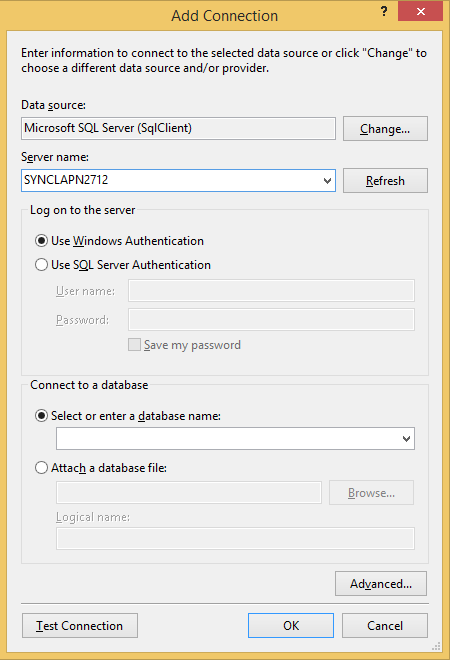 Add Connection
?
Enter information to connect to the selected data source or click "Change" to
choose a different data source and/or provider.
Data source:
Microsoft SQL Server (SqlClient)
Change...
Server name:
SYNCLAPN2712
Refresh
Log on to the server
Use Windows Authentication
Use SQL Server Authentication
User name:
Password:
Save my password
Connect to a database
Select or enter a database name:
Attach a database file:
Browse...
Logical name:
Advanced...
Test Connection
OK
Cancel